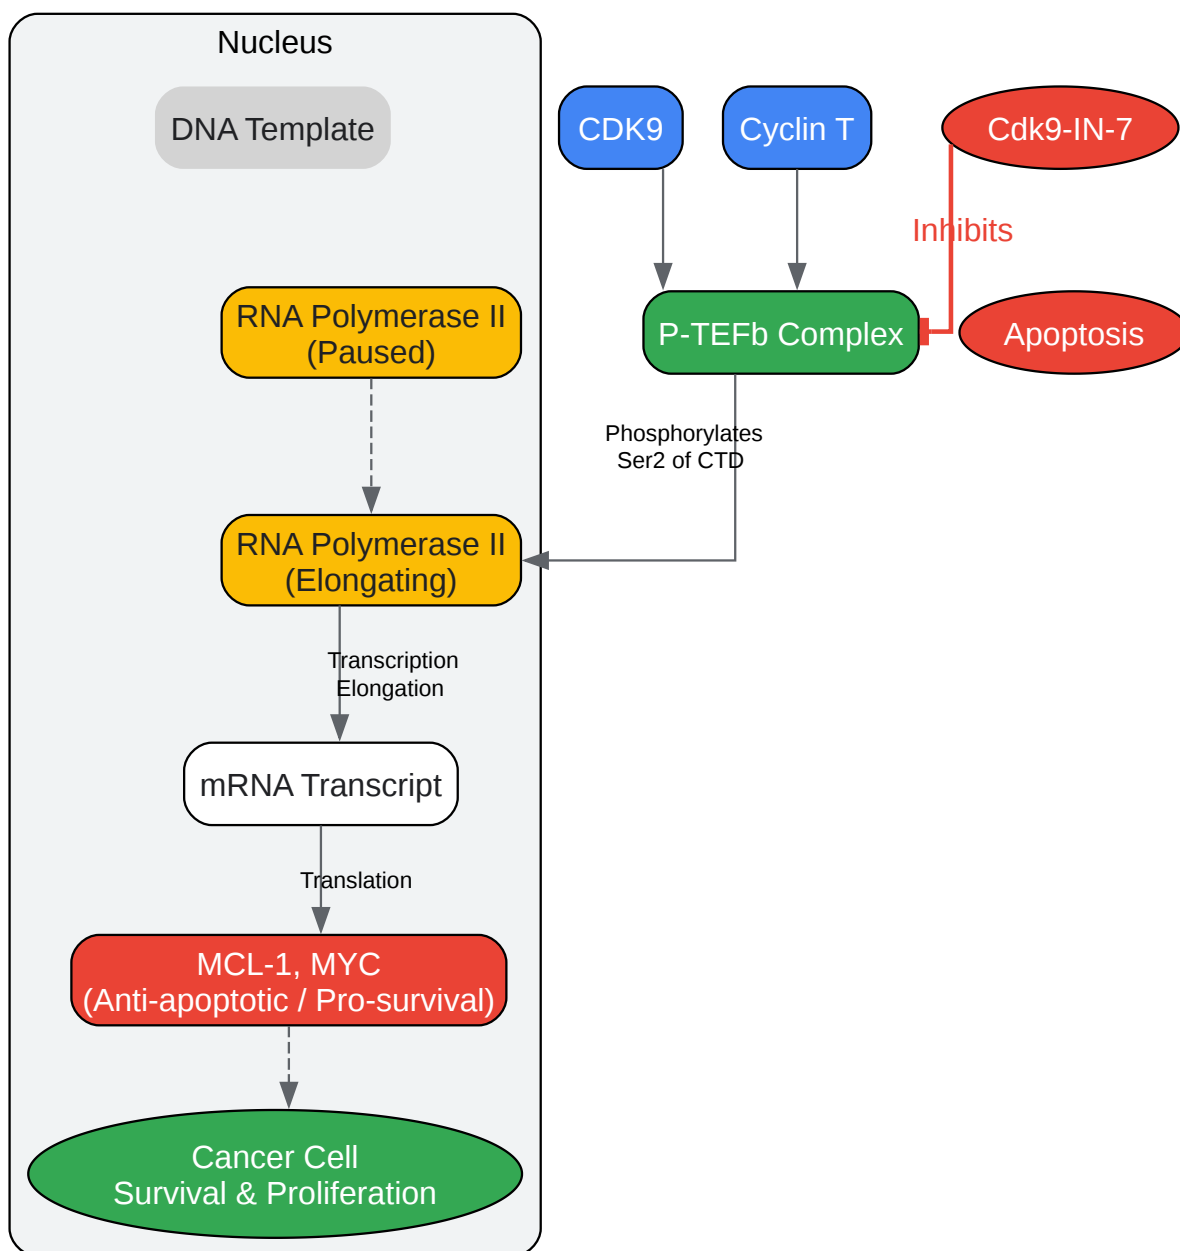 Nucleus
DNA Template
CDK9
Cyclin T
Cdk9-IN-7
Inhibits
RNA Polymerase II
(Paused)
P-TEFb Complex
Apoptosis
Phosphorylates
Ser2 of CTD
RNA Polymerase II
(Elongating)
Transcription
Elongation
mRNA Transcript
Translation
MCL-1, MYC
(Anti-apoptotic / Pro-survival)
Cancer Cell
Survival & Proliferation